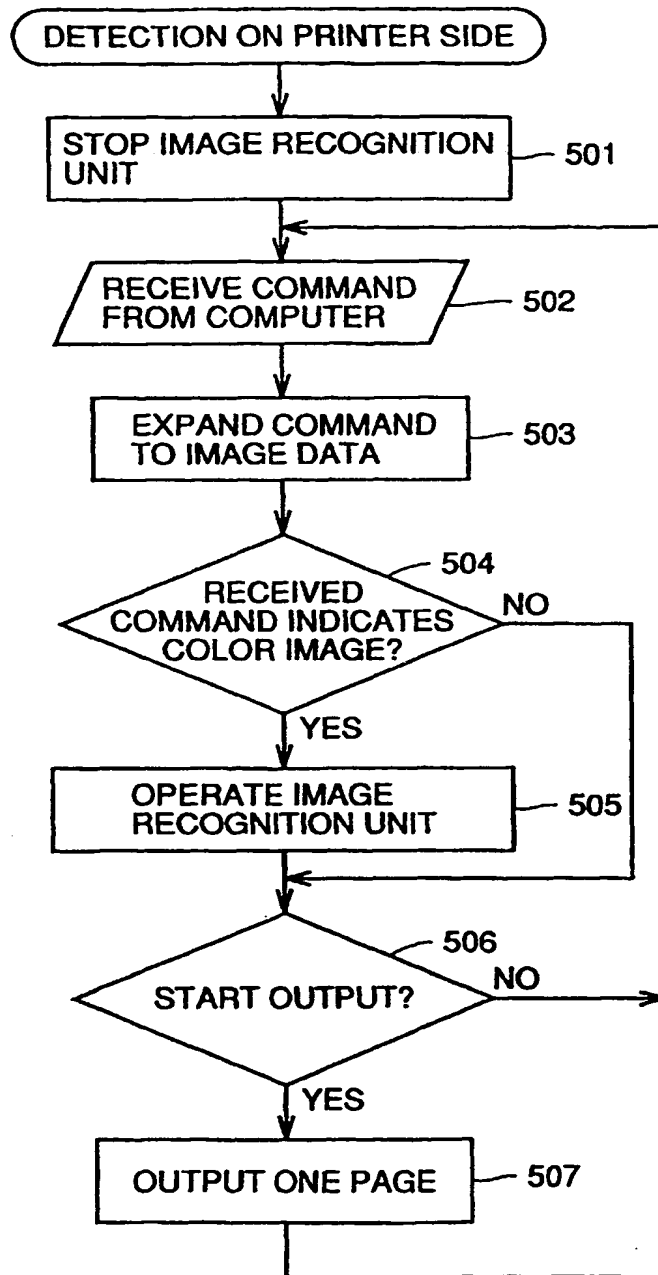 DETECTION ON PRINTER SIDE
STOP IMAGE RECOGNITION
UNIT
501
RECEIVE COMMAND
FROM COMPUTER
502
EXPAND COMMAND
TO IMAGE DATA
503
504
RECEIVED
COMMAND INDICATES
COLOR IMAGE?
NO
YES
OPERATE IMAGE
RECOGNITION UNIT
505
506
START OUTPUT?
NO
YES
OUTPUT ONE PAGE
507